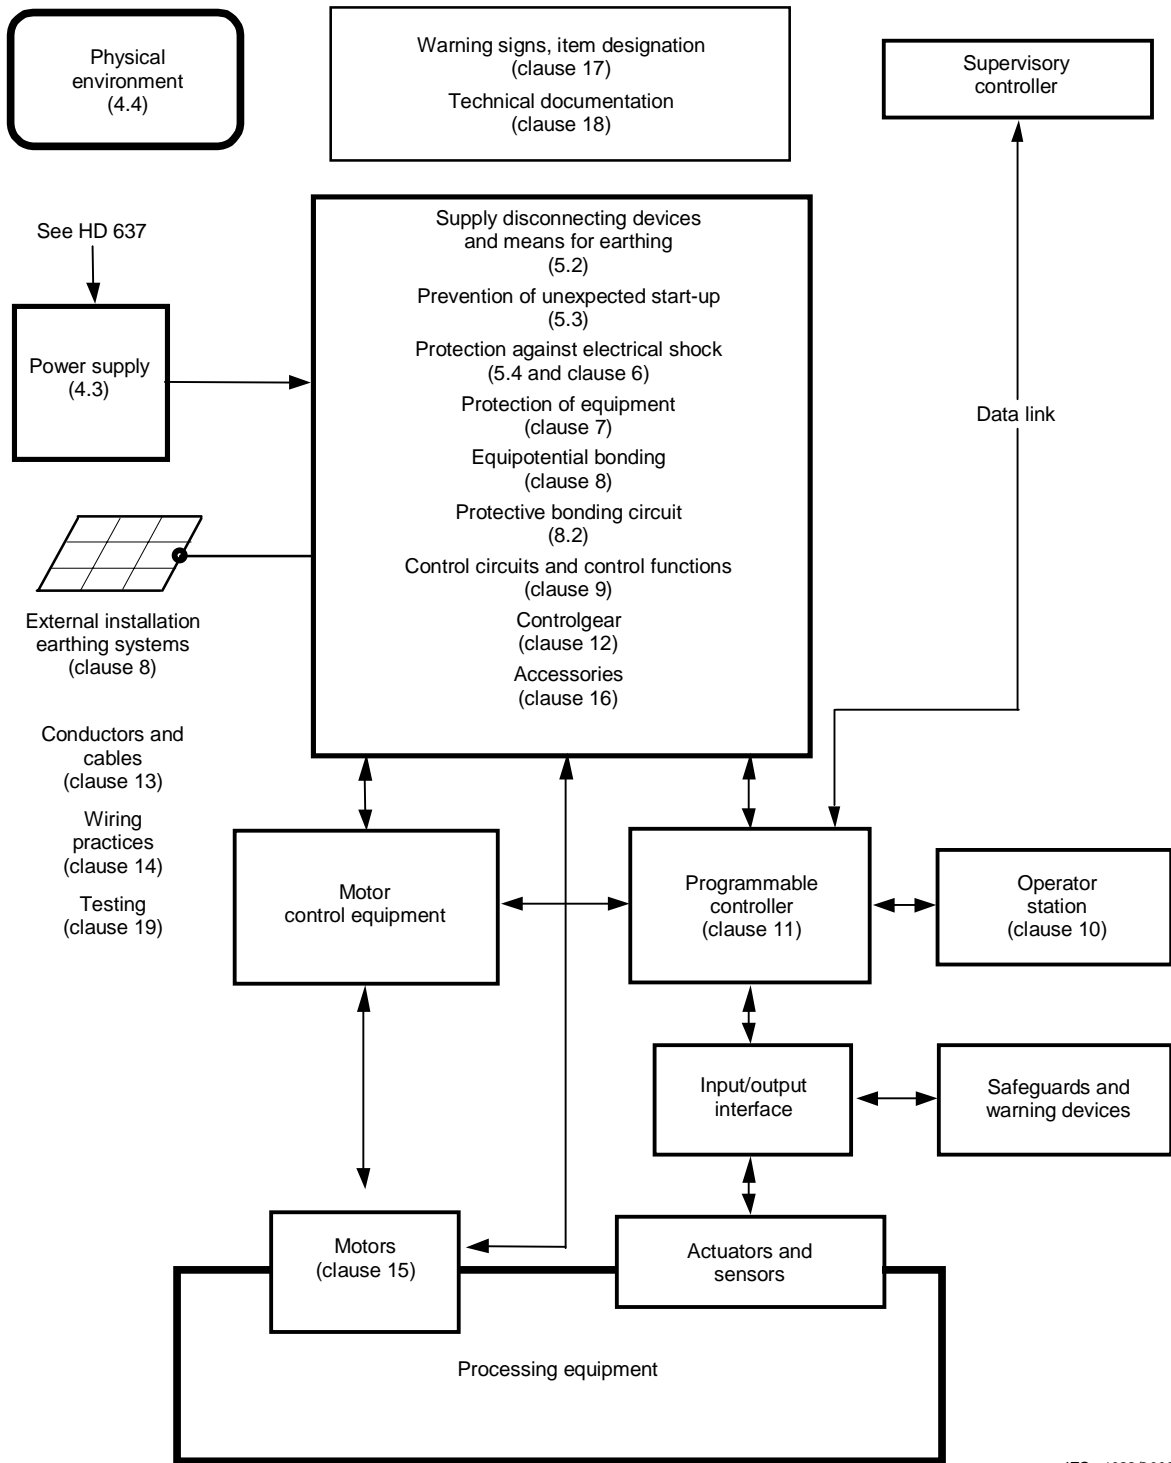 Physical
environment
(4.4)
Warning signs, item designation
(clause 17)
Technical documentation
(clause 18)
Supervisory
controller
See HD 637
Power supply
(4.3)
Supply disconnecting devices
and means for earthing
(5.2)
Prevention of unexpected start-up
(5.3)
Protection against electrical shock
(5.4 and clause 6)
Protection of equipment
(clause 7)
Equipotential bonding
(clause 8)
Protective bonding circuit
(8.2)
Control circuits and control functions
(clause 9)
Controlgear
(clause 12)
Accessories
(clause 16)
Data link
External installation
earthing systems
(clause 8)
Conductors and
cables
(clause 13)
Wiring
practices
(clause 14)
Testing
(clause 19)
Motor
control equipment
Programmable
controller
(clause 11)
Operator
station
(clause 10)
Input/output
interface
Safeguards and
warning devices
Motors
(clause 15)
Actuators and
sensors
Processing equipment